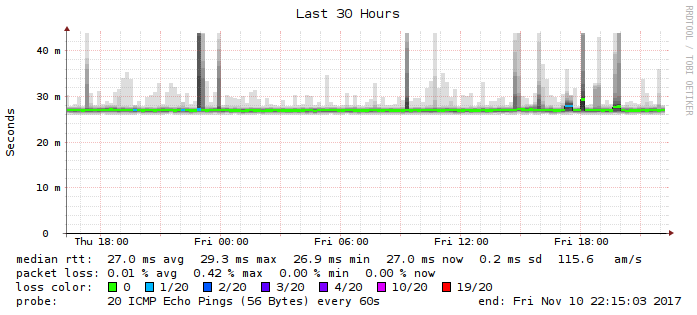 Last 30 Hours
RRDTOOL / TOBI OETIKER
Seconds
40 m
30 m
20 m
10 m
0
Thu 18:00 Fri 00:00 Fri 06:00 Fri 12:00 Fri 18:00
median rtt: 27.0 ms avg 29.3 ms max 26.9 ms min 27.0 ms now 0.2 ms sd 115.6 am/s
packet loss: 0.01 % avg 0.42 % max 0.00 % min 0.00 % now
loss color: 0 1/20 2/20 3/20 4/20 10/20 19/20
probe: 20 ICMP Echo Pings (56 Bytes) every 60s end: Fri Nov 10 22:15:03 2017